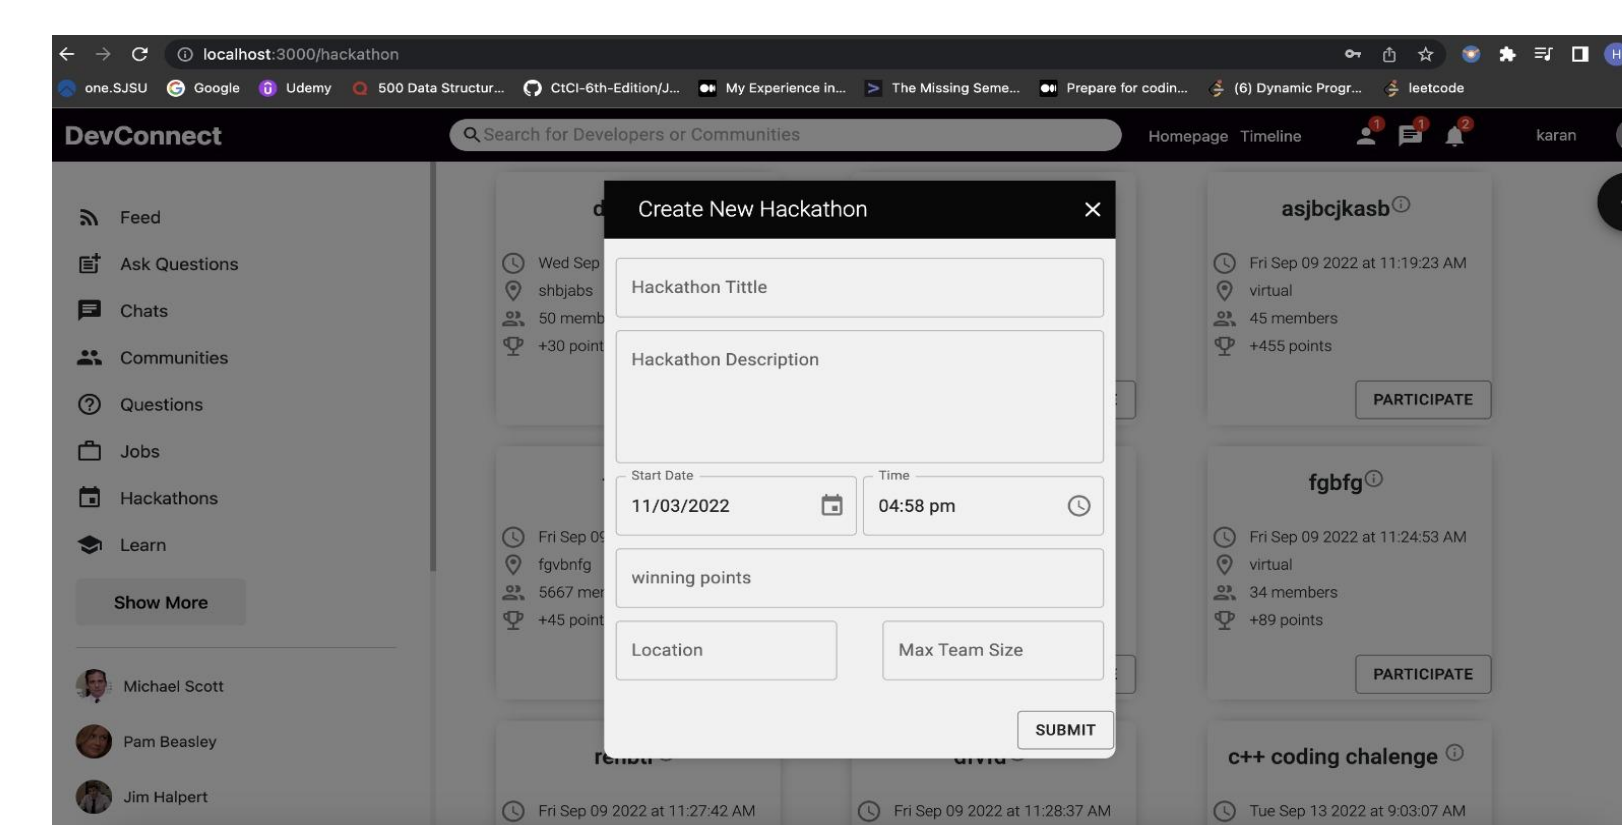 localhost:3000/hackathon
one.SJSU Google Udemy 500 Data Structur... CtCI-6th-Edition/J... My Experience in... The Missing Seme... Prepare for codin... (6) Dynamic Progr... leetcode
DevConnect
Search for Developers or Communities
Homepage Timeline
1
1
2
karan
Feed
Ask Questions
Chats
Communities
Questions
Jobs
Hackathons
Learn
Show More
Michael Scott
Pam Beasley
Jim Halpert
Wed Sep
shbjabs
50 memb
+30 point
Fri Sep 09
fgvbnfg
5667 mer
+45 point
Fri Sep 09 2022 at 11:27:42 AM
Create New Hackathon
Hackathon Tittle
Hackathon Description
Start Date
11/03/2022
Time
04:58 pm
winning points
Location
Max Team Size
SUBMIT
Fri Sep 09 2022 at 11:28:37 AM
asjbcjkasb
Fri Sep 09 2022 at 11:19:23 AM
virtual
45 members
+455 points
PARTICIPATE
fgbfg
Fri Sep 09 2022 at 11:24:53 AM
virtual
34 members
+89 points
PARTICIPATE
c++ coding chalenge
Tue Sep 13 2022 at 9:03:07 AM